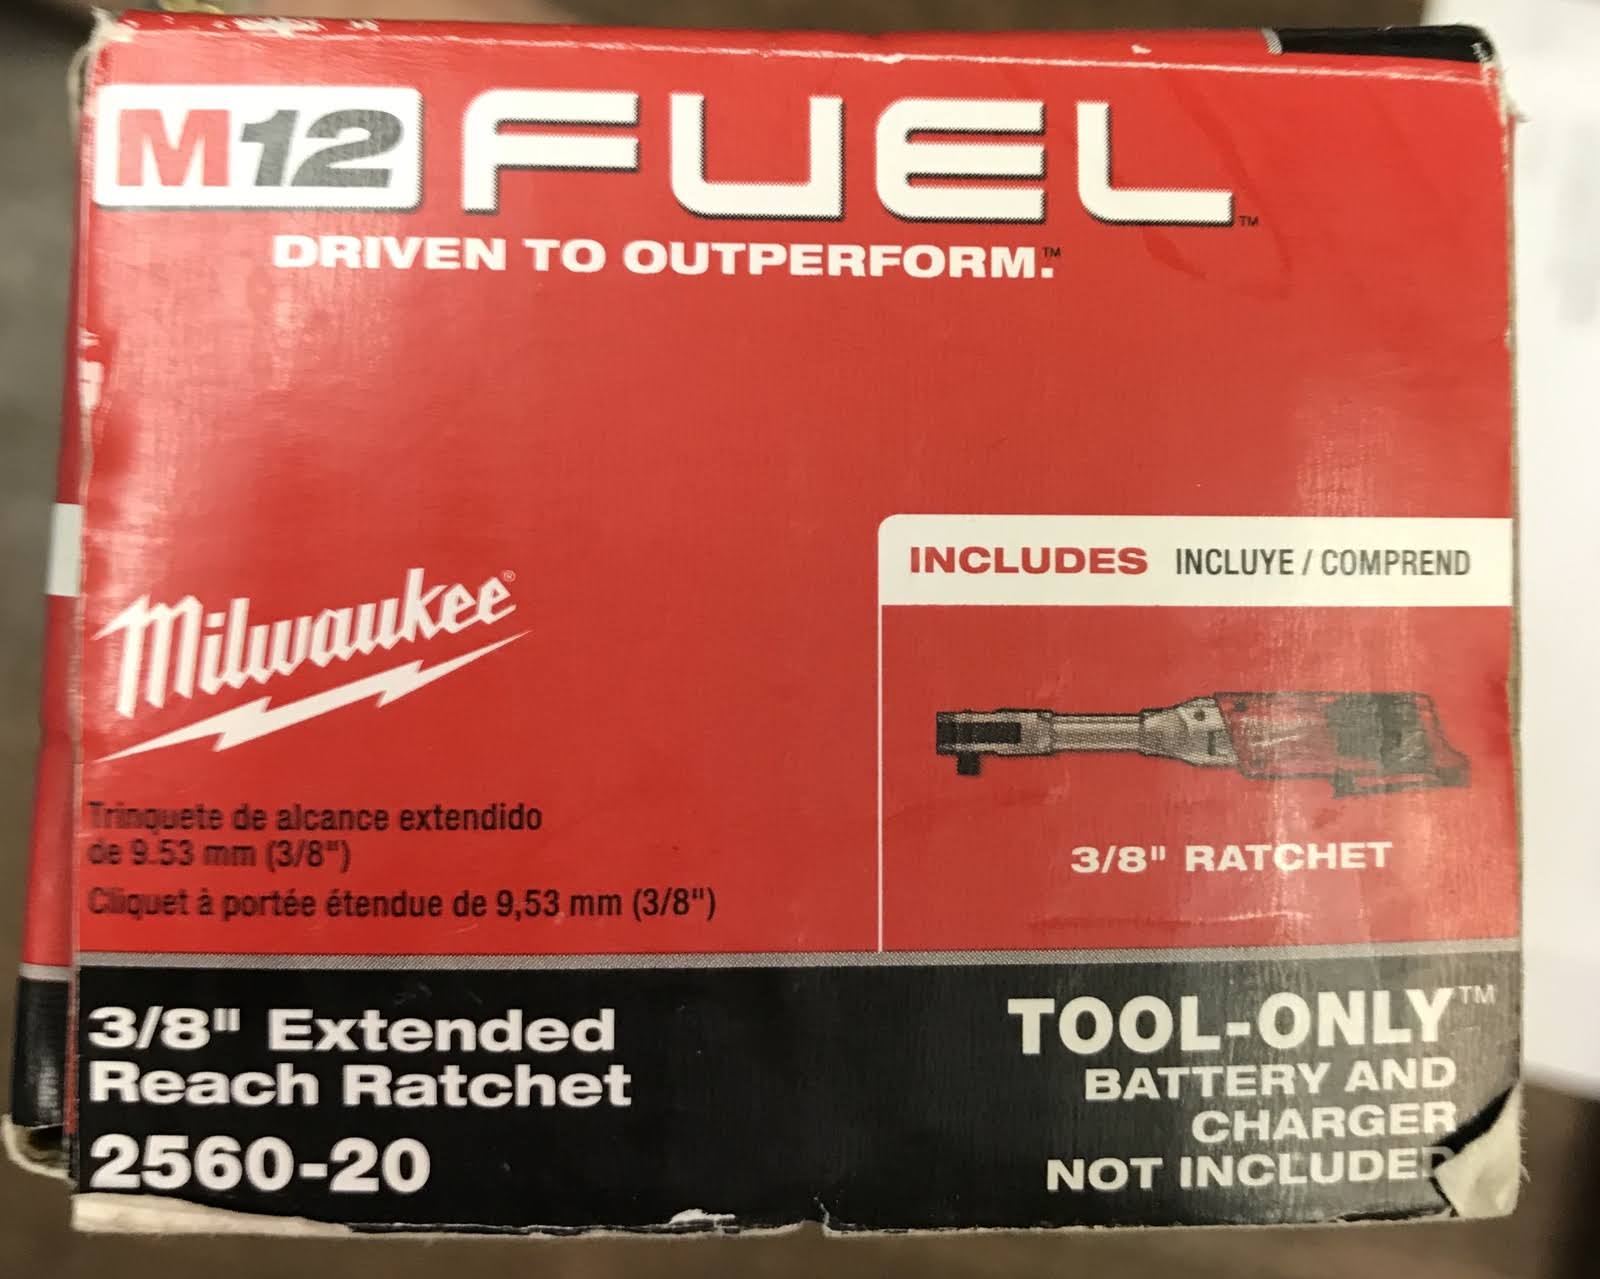 M12 FUEL™
DRIVEN TO OUTPERFORM.™
Milwaukee®
Trinquete de alcance extendido
de 9.53 mm (3/8")
Cliquet à portée étendue de 9,53 mm (3/8")
INCLUDES INCLUYE / COMPREND
3/8" RATCHET
3/8" Extended
Reach Ratchet
2560-20
TOOL-ONLY™
BATTERY AND
CHARGER
NOT INCLUDED